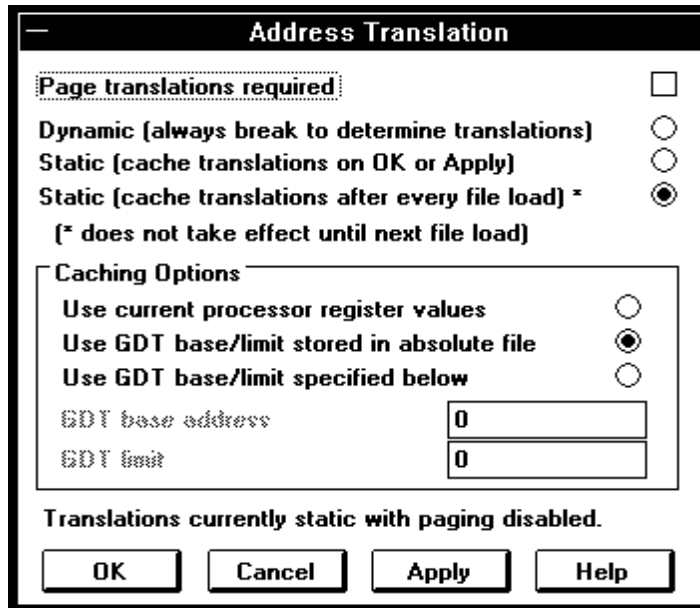 Address Translation
Page translations required
Dynamic (always break to determine translations)
Static (cache translations on OK or Apply)
Static (cache translations after every file load) *
(* does not take effect until next file load)
Caching Options
Use current processor register values
Use GDT base/limit stored in absolute file
Use GDT base/limit specified below
GDT base address 0
GDT limit 0
Translations currently static with paging disabled.
OK Cancel Apply Help